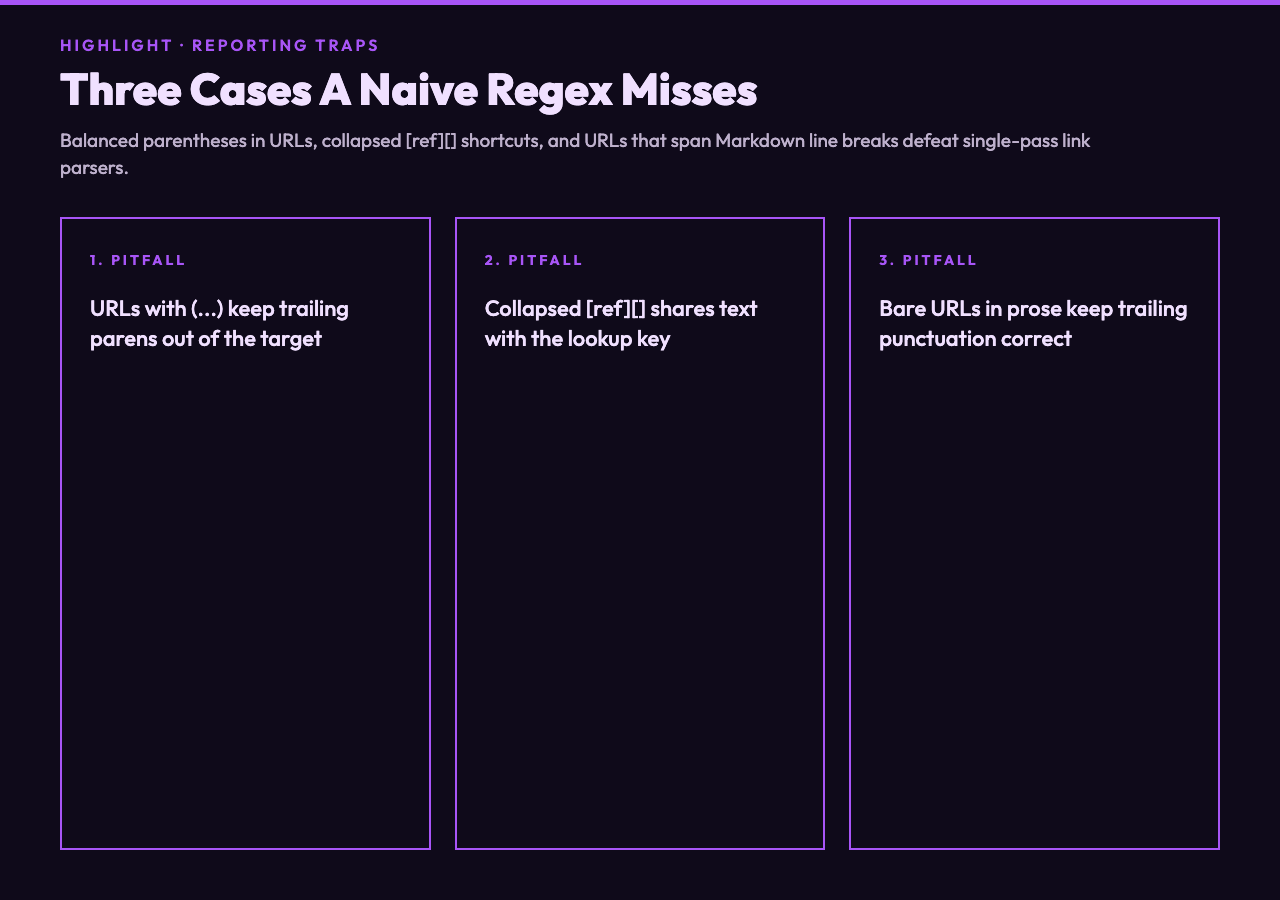 HIGHLIGHT · REPORTING TRAPS
Three Cases A Naive Regex Misses
Balanced parentheses in URLs, collapsed [ref][] shortcuts, and URLs that span Markdown line breaks defeat single-pass link
parsers.
1. PITFALL
URLs with (...) keep trailing
parens out of the target
2. PITFALL
Collapsed [ref][] shares text
with the lookup key
3. PITFALL
Bare URLs in prose keep trailing
punctuation correct